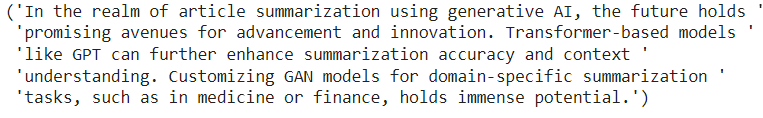 ('In the realm of article summarization using generative AI, the future holds '
'promising avenues for advancement and innovation. Transformer-based models '
'like GPT can further enhance summarization accuracy and context '
'understanding. Customizing GAN models for domain-specific summarization '
'tasks, such as in medicine or finance, holds immense potential.')